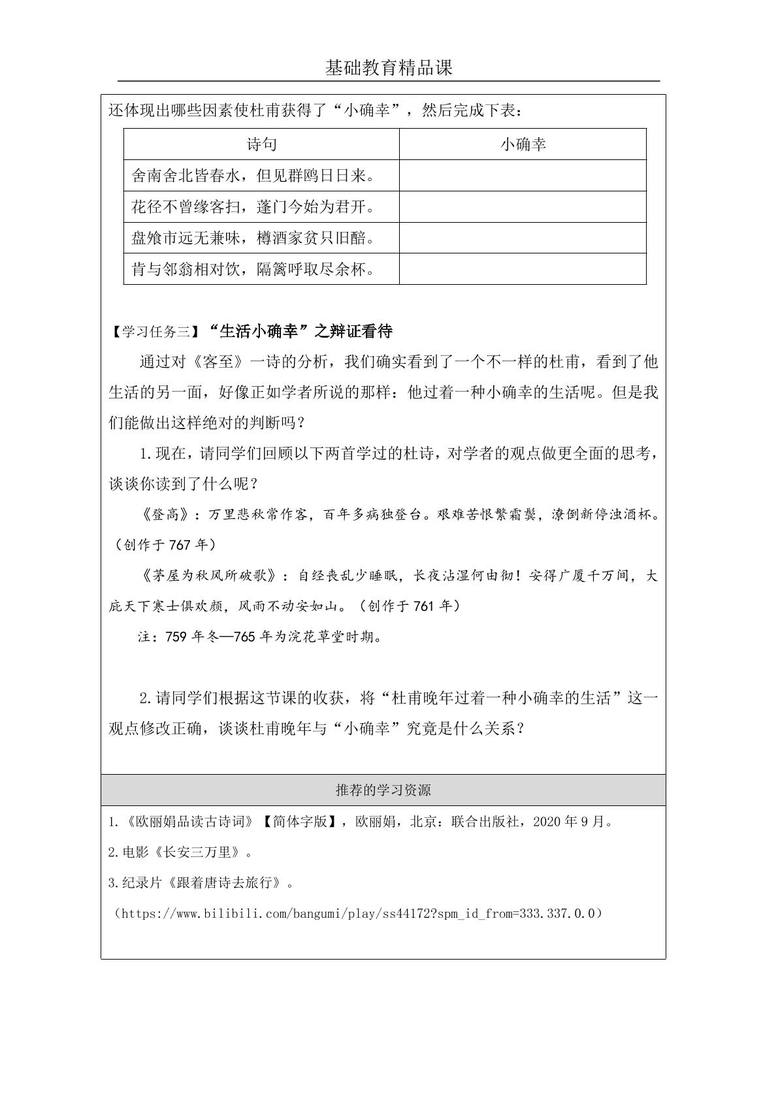 基础教育精品课
还体现出哪些因素使杜甫获得了“小确幸”，然后完成下表：
诗句 小确幸
舍南舍北皆春水，但见群鸥日日来。
花径不曾缘客扫，蓬门今始为君开。
盘飧市远无兼味，樽酒家贫只旧醅。
肯与邻翁相对饮，隔篱呼取尽余杯。
【学习任务三】“生活小确幸”之辩证看待
通过对《客至》一诗的分析，我们确实看到了一个不一样的杜甫，看到了他
生活的另一面，好像正如学者所说的那样：他过着一种小确幸的生活呢。但是我
们能做出这样绝对的判断吗？
1.现在，请同学们回顾以下两首学过的杜诗，对学者的观点做更全面的思考，
谈谈你读到了什么呢？
《登高》：万里悲秋常作客，百年多病独登台。艰难苦恨繁霜鬓，潦倒新停浊酒杯。
（创作于 767 年）
《茅屋为秋风所破歌》：自经丧乱少睡眠，长夜沾湿何由彻！安得广厦千万间，大
庇天下寒士俱欢颜，风雨不动安如山。（创作于 761 年）
注：759 年冬—765 年为浣花草堂时期。
2.请同学们根据这节课的收获，将“杜甫晚年过着一种小确幸的生活”这一
观点修改正确，谈谈杜甫晚年与“小确幸”究竟是什么关系？
推荐的学习资源
1.《欧丽娟品读古诗词》【简体字版】，欧丽娟，北京：联合出版社，2020 年 9 月。
2.电影《长安三万里》。
3.纪录片《跟着唐诗去旅行》。
（https://www.bilibili.com/bangumi/play/ss44172?spm_id_from=333.337.0.0）